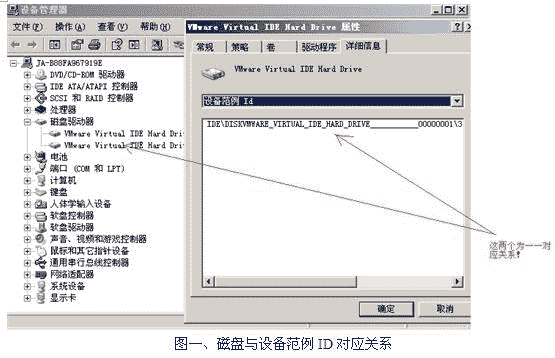 设备管理器
文件(F) 操作(A) 查看(V) 帮助(H)
JA-B88FA967919E
DVD/CD-ROM 驱动器
IDE ATA/ATAPI 控制器
SCSI 和 RAID 控制器
处理器
磁盘驱动器
VMware Virtual IDE Hard Dri
VMware Virtual IDE Hard Dri
电池
端口 (COM 和 LPT)
计算机
键盘
人体学输入设备
软盘控制器
软盘驱动器
声音、视频和游戏控制器
鼠标和其它指针设备
通用串行总线控制器
网络适配器
系统设备
显示卡
VMware Virtual IDE Hard Drive 属性
常规 策略 卷 驱动程序 详细信息
VMware Virtual IDE Hard Drive
设备范例 Id
IDE\DISKVMWARE_VIRTUAL_IDE_HARD_DRIVE___________00000001\3
确定 取消
这两个为一一对
应关系!
图一、磁盘与设备范例 ID 对应关系